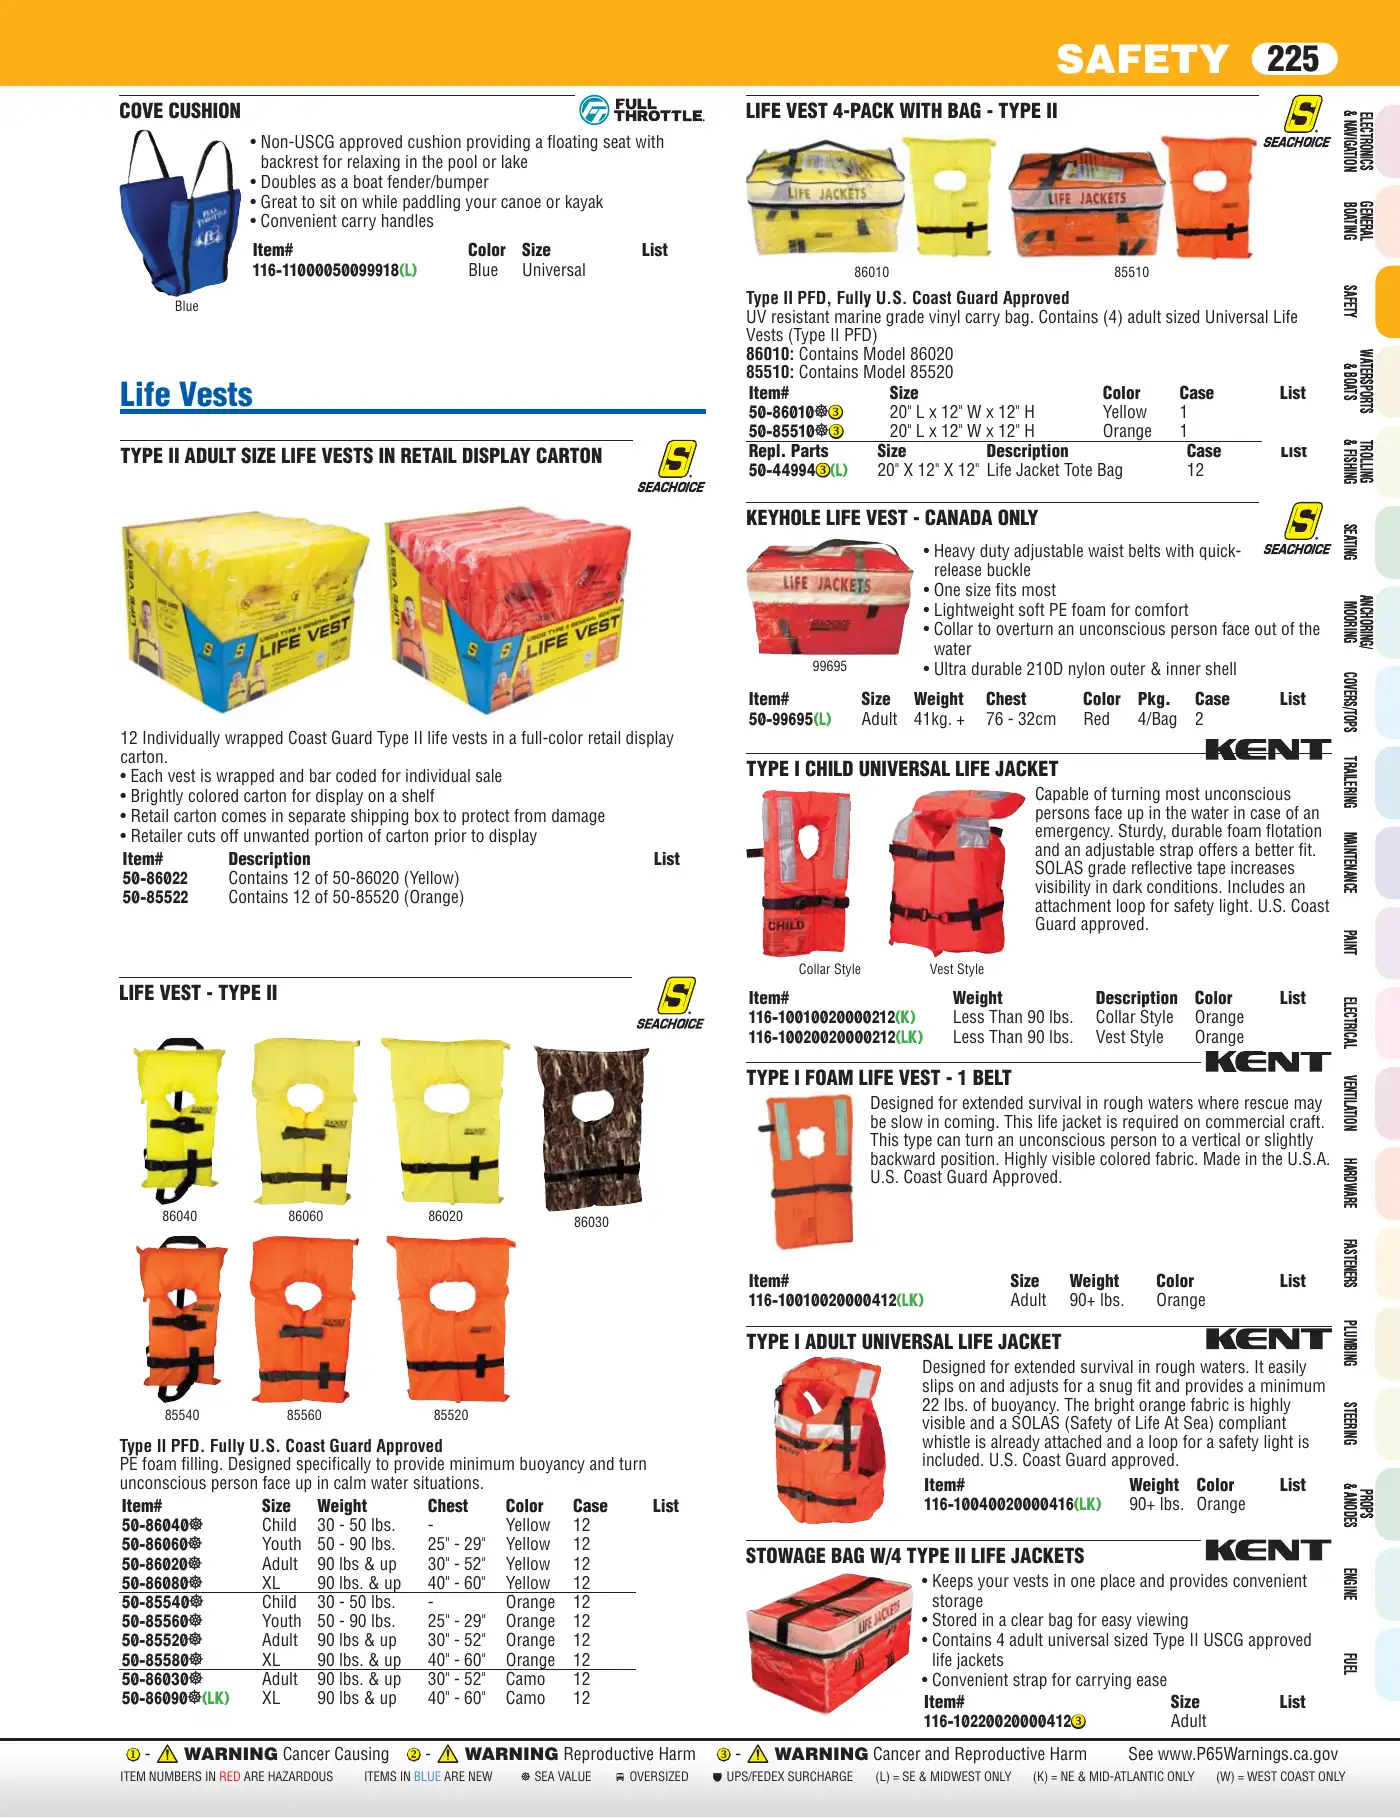 SAFETY 225
COVE CUSHION
FULL THROTTLE.
• Non-USCG approved cushion providing a floating seat with
backrest for relaxing in the pool or lake
• Doubles as a boat fender/bumper
• Great to sit on while paddling your canoe or kayak
• Convenient carry handles
Item# Color Size List
116-11000050099918(L) Blue Universal
Blue
Life Vests
TYPE II ADULT SIZE LIFE VESTS IN RETAIL DISPLAY CARTON
SEACHOICE
LIFE VEST
LIFE VEST
12 Individually wrapped Coast Guard Type II life vests in a full-color retail display
carton.
• Each vest is wrapped and bar coded for individual sale
• Brightly colored carton for display on a shelf
• Retail carton comes in separate shipping box to protect from damage
• Retailer cuts off unwanted portion of carton prior to display
Item# Description List
50-86022 Contains 12 of 50-86020 (Yellow)
50-85522 Contains 12 of 50-85520 (Orange)
LIFE VEST - TYPE II
SEACHOICE
86040 86060 86020 86030
85540 85560 85520
Type II PFD. Fully U.S. Coast Guard Approved
PE foam filling. Designed specifically to provide minimum buoyancy and turn
unconscious person face up in calm water situations.
Item# Size Weight Chest Color Case List
50-86040 Child 30 - 50 lbs. - Yellow 12
50-86060 Youth 50 - 90 lbs. 25" - 29" Yellow 12
50-86020 Adult 90 lbs & up 30" - 52" Yellow 12
50-86080 XL 90 lbs. & up 40" - 60" Yellow 12
50-85540 Child 30 - 50 lbs. - Orange 12
50-85560 Youth 50 - 90 lbs. 25" - 29" Orange 12
50-85520 Adult 90 lbs & up 30" - 52" Orange 12
50-85580 XL 90 lbs. & up 40" - 60" Orange 12
50-86030 Adult 90 lbs. & up 30" - 52" Camo 12
50-86090(LK) XL 90 lbs & up 40" - 60" Camo 12
LIFE VEST 4-PACK WITH BAG - TYPE II
SEACHOICE
LIFE JACKETS
LIFE JACKETS
86010 85510
Type II PFD, Fully U.S. Coast Guard Approved
UV resistant marine grade vinyl carry bag. Contains (4) adult sized Universal Life
Vests (Type II PFD)
86010: Contains Model 86020
85510: Contains Model 85520
Item# Size Color Case List
50-86010 3 20" L x 12" W x 12" H Yellow 1
50-85510 3 20" L x 12" W x 12" H Orange 1
Repl. Parts Size Description Case List
50-44994 3 (L) 20" X 12" X 12" Life Jacket Tote Bag 12
KEYHOLE LIFE VEST - CANADA ONLY
SEACHOICE
LIFE JACKETS
99695
• Heavy duty adjustable waist belts with quick-
release buckle
• One size fits most
• Lightweight soft PE foam for comfort
• Collar to overturn an unconscious person face out of the
water
• Ultra durable 210D nylon outer & inner shell
Item# Size Weight Chest Color Pkg. Case List
50-99695(L) Adult 41kg. + 76 - 32cm Red 4/Bag 2
KENT
TYPE I CHILD UNIVERSAL LIFE JACKET
CHILD
Collar Style Vest Style
Capable of turning most unconscious
persons face up in the water in case of an
emergency. Sturdy, durable foam flotation
and an adjustable strap offers a better fit.
SOLAS grade reflective tape increases
visibility in dark conditions. Includes an
attachment loop for safety light. U.S. Coast
Guard approved.
Item# Weight Description Color List
116-10010020000212(K) Less Than 90 lbs. Collar Style Orange
116-10020020000212(LK) Less Than 90 lbs. Vest Style Orange
KENT
TYPE I FOAM LIFE VEST - 1 BELT
Designed for extended survival in rough waters where rescue may
be slow in coming. This life jacket is required on commercial craft.
This type can turn an unconscious person to a vertical or slightly
backward position. Highly visible colored fabric. Made in the U.S.A.
U.S. Coast Guard Approved.
Item# Size Weight Color List
116-10010020000412(LK) Adult 90+ lbs. Orange
TYPE I ADULT UNIVERSAL LIFE JACKET
KENT
Designed for extended survival in rough waters. It easily
slips on and adjusts for a snug fit and provides a minimum
22 lbs. of buoyancy. The bright orange fabric is highly
visible and a SOLAS (Safety of Life At Sea) compliant
whistle is already attached and a loop for a safety light is
included. U.S. Coast Guard approved.
Item# Weight Color List
116-10040020000416(LK) 90+ lbs. Orange
KENT
STOWAGE BAG W/4 TYPE II LIFE JACKETS
LIFE JACKETS
• Keeps your vests in one place and provides convenient
storage
• Stored in a clear bag for easy viewing
• Contains 4 adult universal sized Type II USCG approved
life jackets
• Convenient strap for carrying ease
Item# Size List
116-10220020000412 3 Adult
ELECTRONICS & NAVIGATION
GENERAL BOATING
SAFETY
WATERSPORTS & BOATS
TROLLING & FISHING
SEATING
ANCHORING/ MOORING
COVERS/TOPS
TRAILERING
MAINTENANCE
PAINT
ELECTRICAL
VENTILATION
HARDWARE
FASTENERS
PLUMBING
STEERING
PROPS & ANODES
ENGINE
FUEL
1 - WARNING Cancer Causing 2 - WARNING Reproductive Harm 3 - WARNING Cancer and Reproductive Harm See www.P65Warnings.ca.gov
ITEM NUMBERS IN RED ARE HAZARDOUS ITEMS IN BLUE ARE NEW SEA VALUE OVERSIZED UPS/FEDEX SURCHARGE (L) = SE & MIDWEST ONLY (K) = NE & MID-ATLANTIC ONLY (W) = WEST COAST ONLY